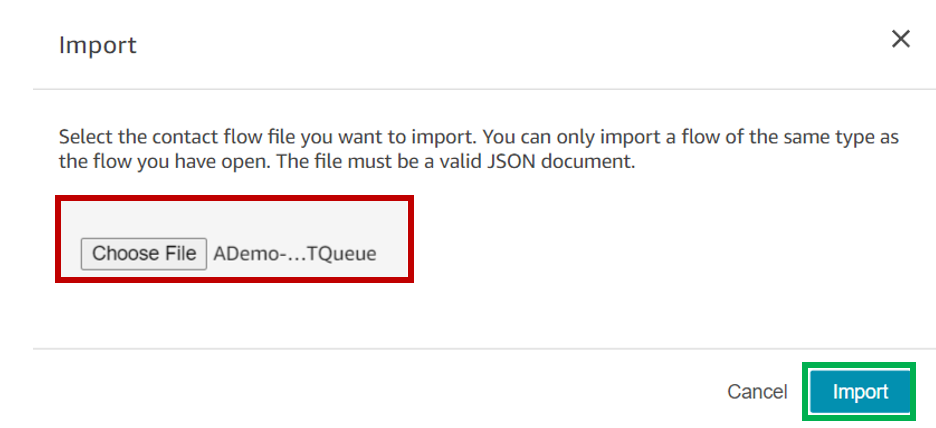 Import
Select the contact flow file you want to import. You can only import a flow of the same type as
the flow you have open. The file must be a valid JSON document.
Choose File ADemo-...TQueue
Cancel Import